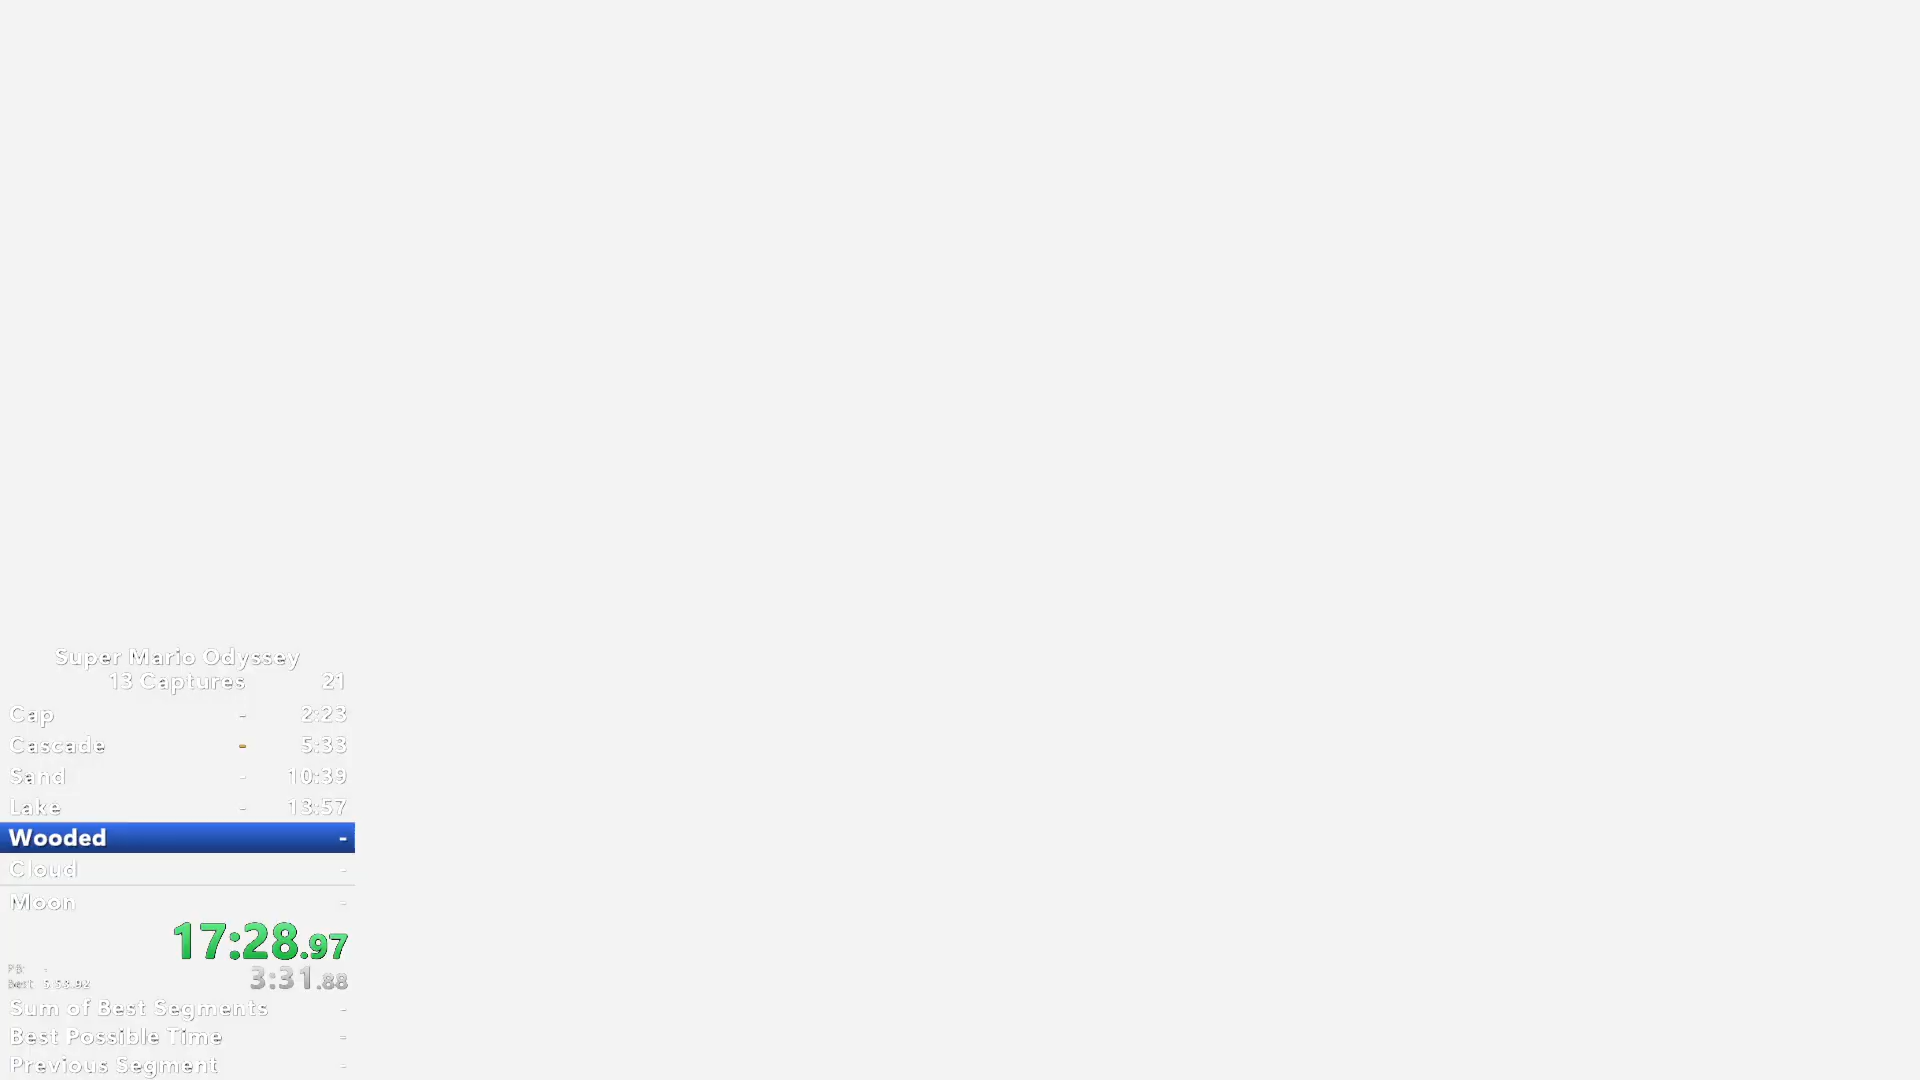 Super Mario Odyssey
13 Captures 21
Cap - 2:23
Cascade - 5:33
Sand - 10:39
Lake - 13:57
Wooded -
Cloud -
Moon -
17:28.97
PB: -
3:31.88
Best:
Sum of Best Segments -
Best Possible Time -
Previous Segment -